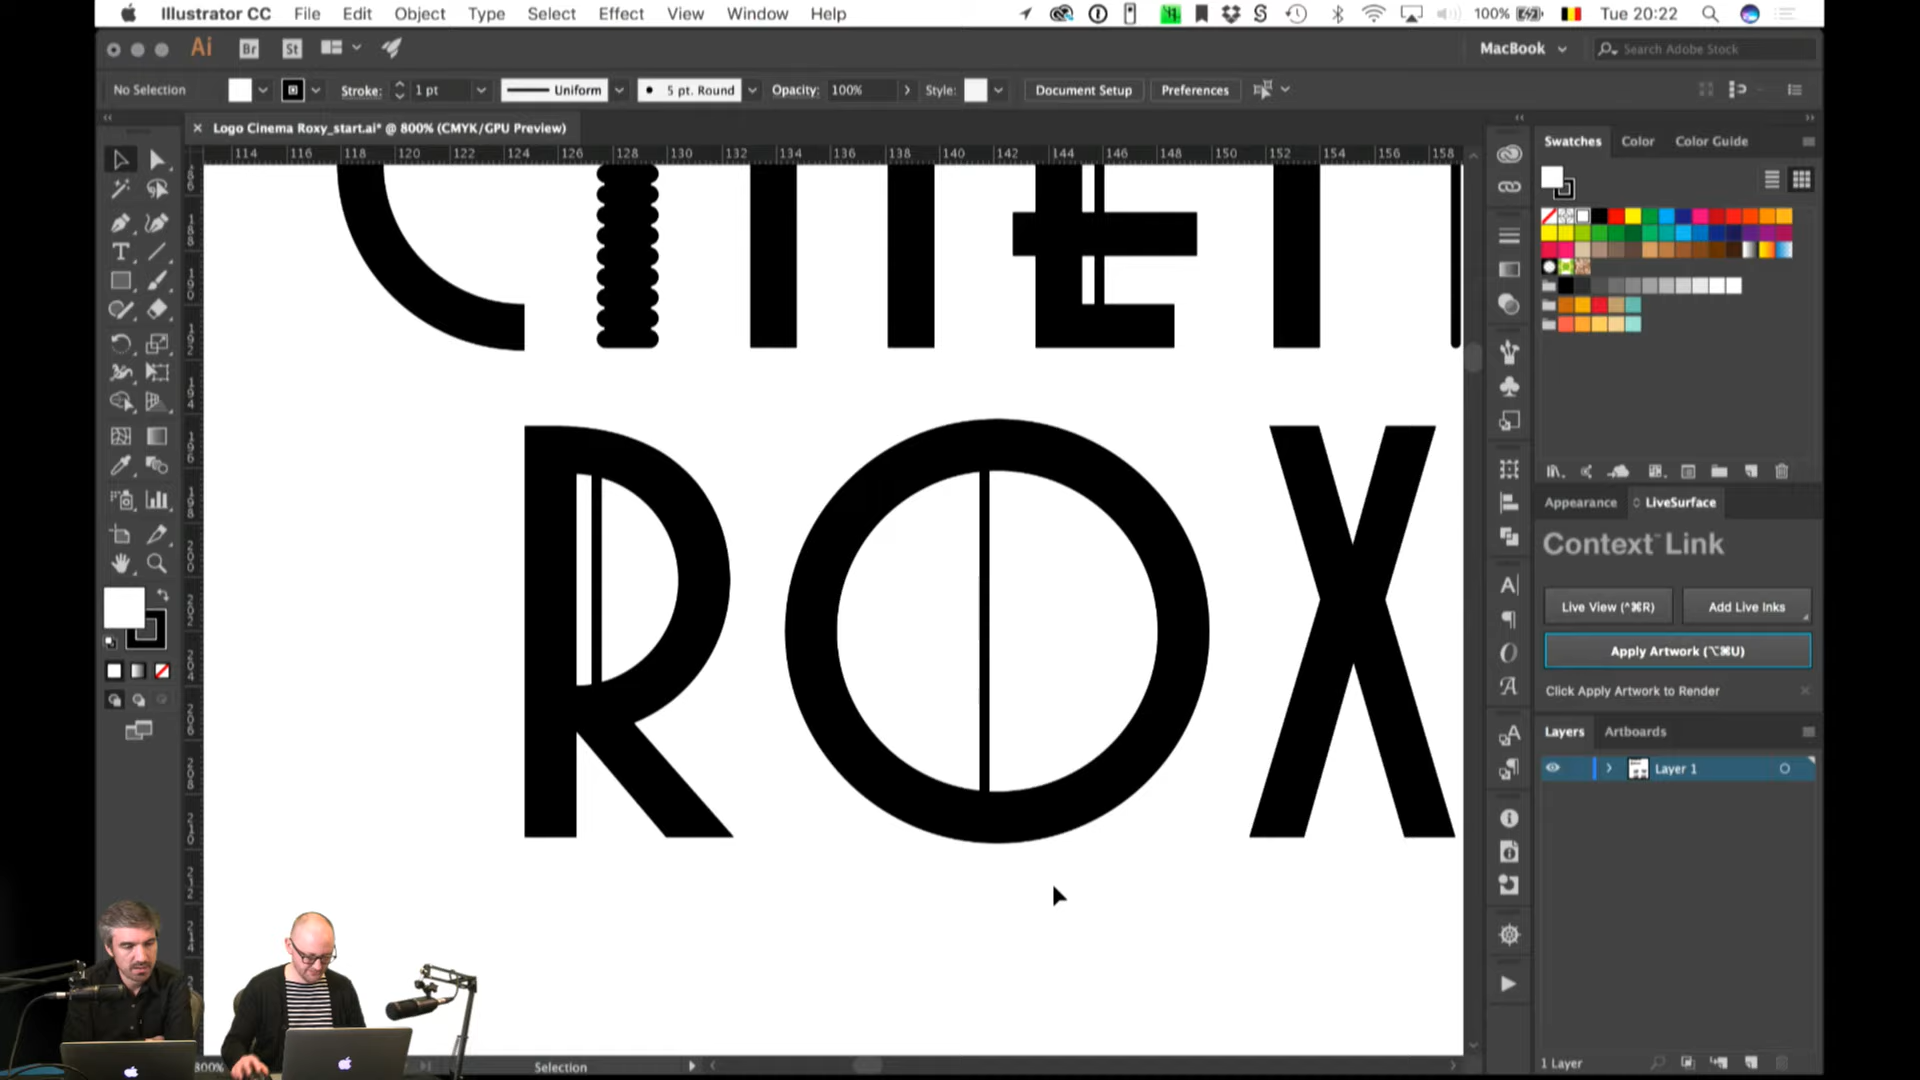 Illustrator CC File Edit Object Type Select Effect View Window Help 100% Tue 20:22
Ai Br St MacBook Search Adobe Stock
No Selection Stroke: 1 pt Uniform 5 pt. Round Opacity: 100% Style: Document Setup Preferences
Logo Cinema Roxy_start.ai* @ 800% (CMYK/GPU Preview)
114 116 118 120 122 124 126 128 130 132 134 136 138 140 142 144 146 148 150 152 154 156 158
Swatches Color Color Guide
ROX
Appearance LiveSurface
Context™ Link
Live View (^⌘R) Add Live Inks
Apply Artwork (⌥⌘U)
Click Apply Artwork to Render
Layers Artboards
Layer 1
800% Selection 1 Layer